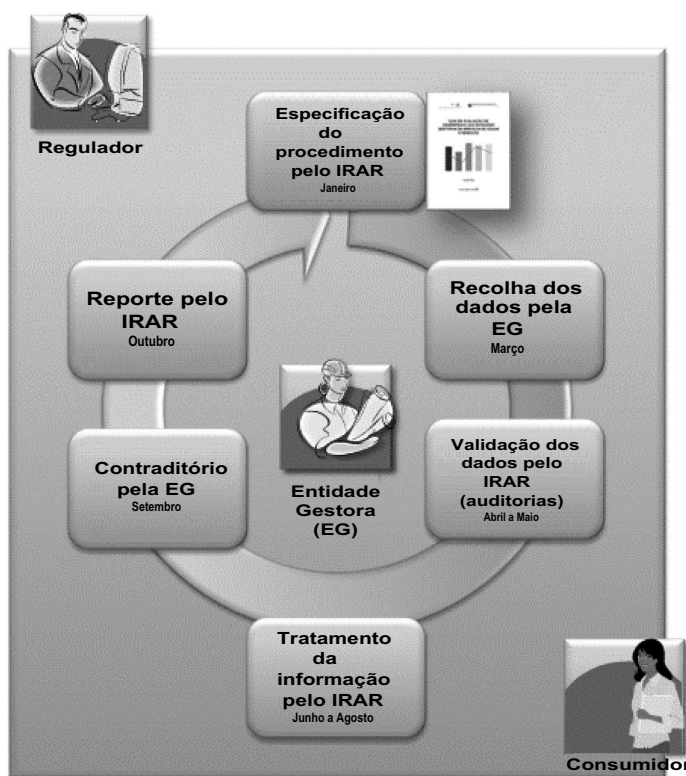 Regulador
Especificação
do
procedimento
pelo IRAR
Janeiro
Recolha dos
dados pela
EG
Março
Validação dos
dados pelo
IRAR
(auditorias)
Abril a Maio
Tratamento
da
informação
pelo IRAR
Junho a Agosto
Contraditório
pela EG
Setembro
Reporte pelo
IRAR
Outubro
Entidade
Gestora
(EG)
Consumidor